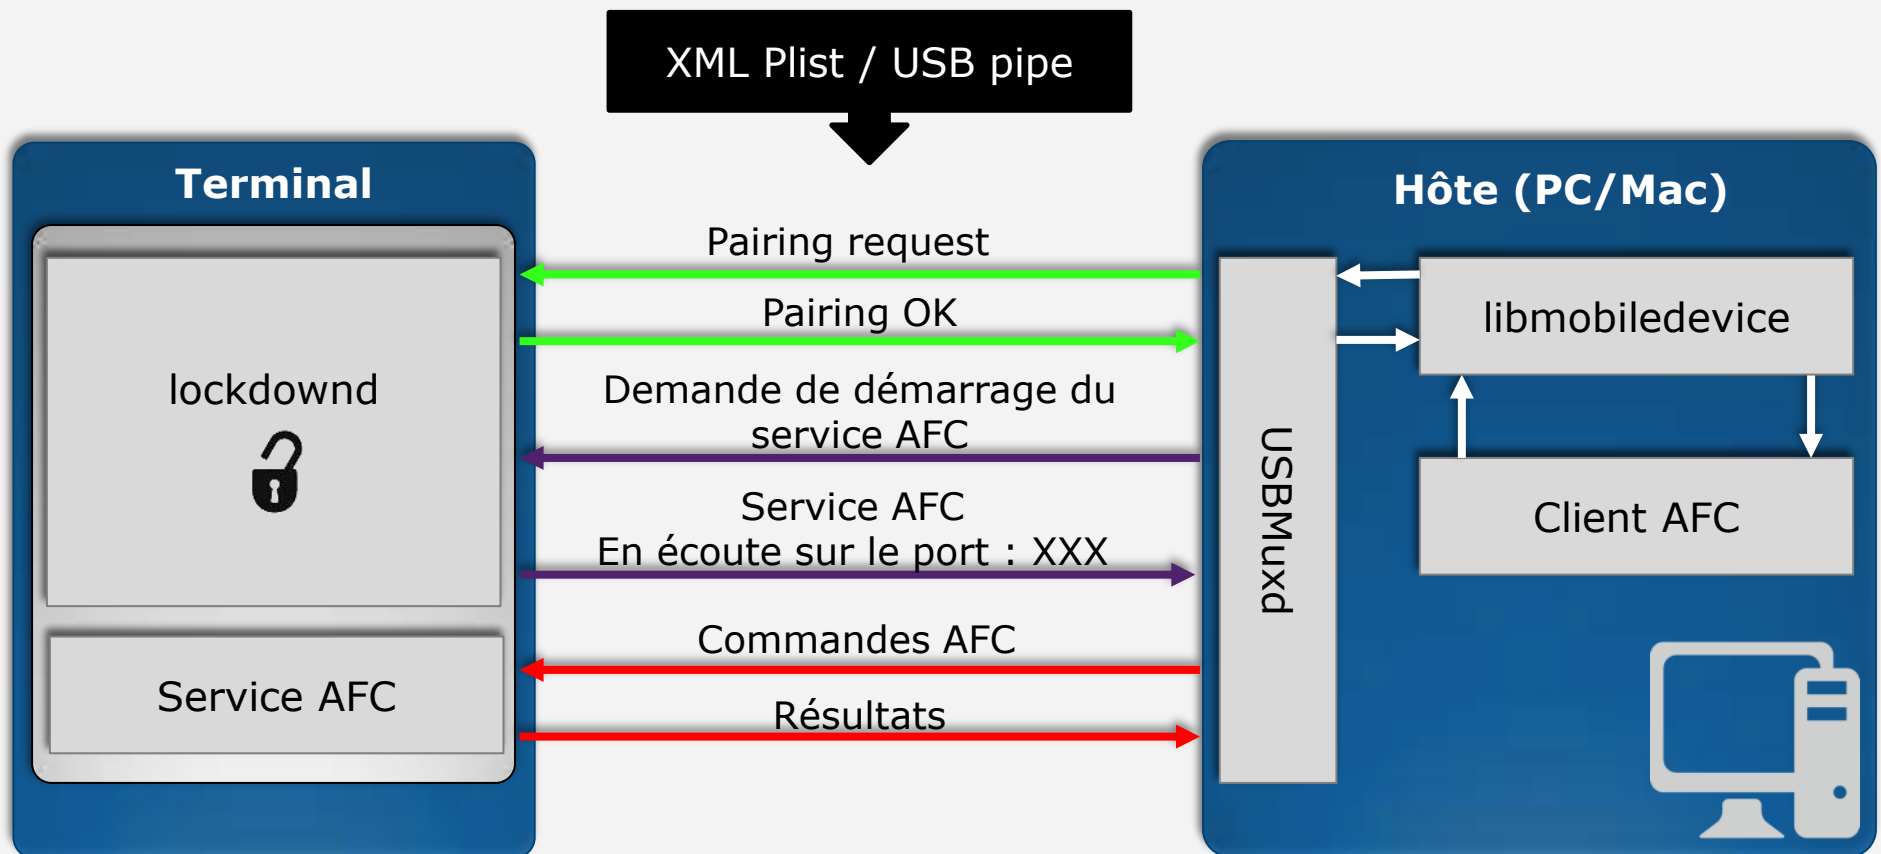 XML Plist / USB pipe
Terminal
Hôte (PC/Mac)
Pairing request
Pairing OK
Demande de démarrage du
service AFC
Service AFC
En écoute sur le port : XXX
Commandes AFC
Résultats
lockdownd
Service AFC
USBMuxd
libmobiledevice
Client AFC